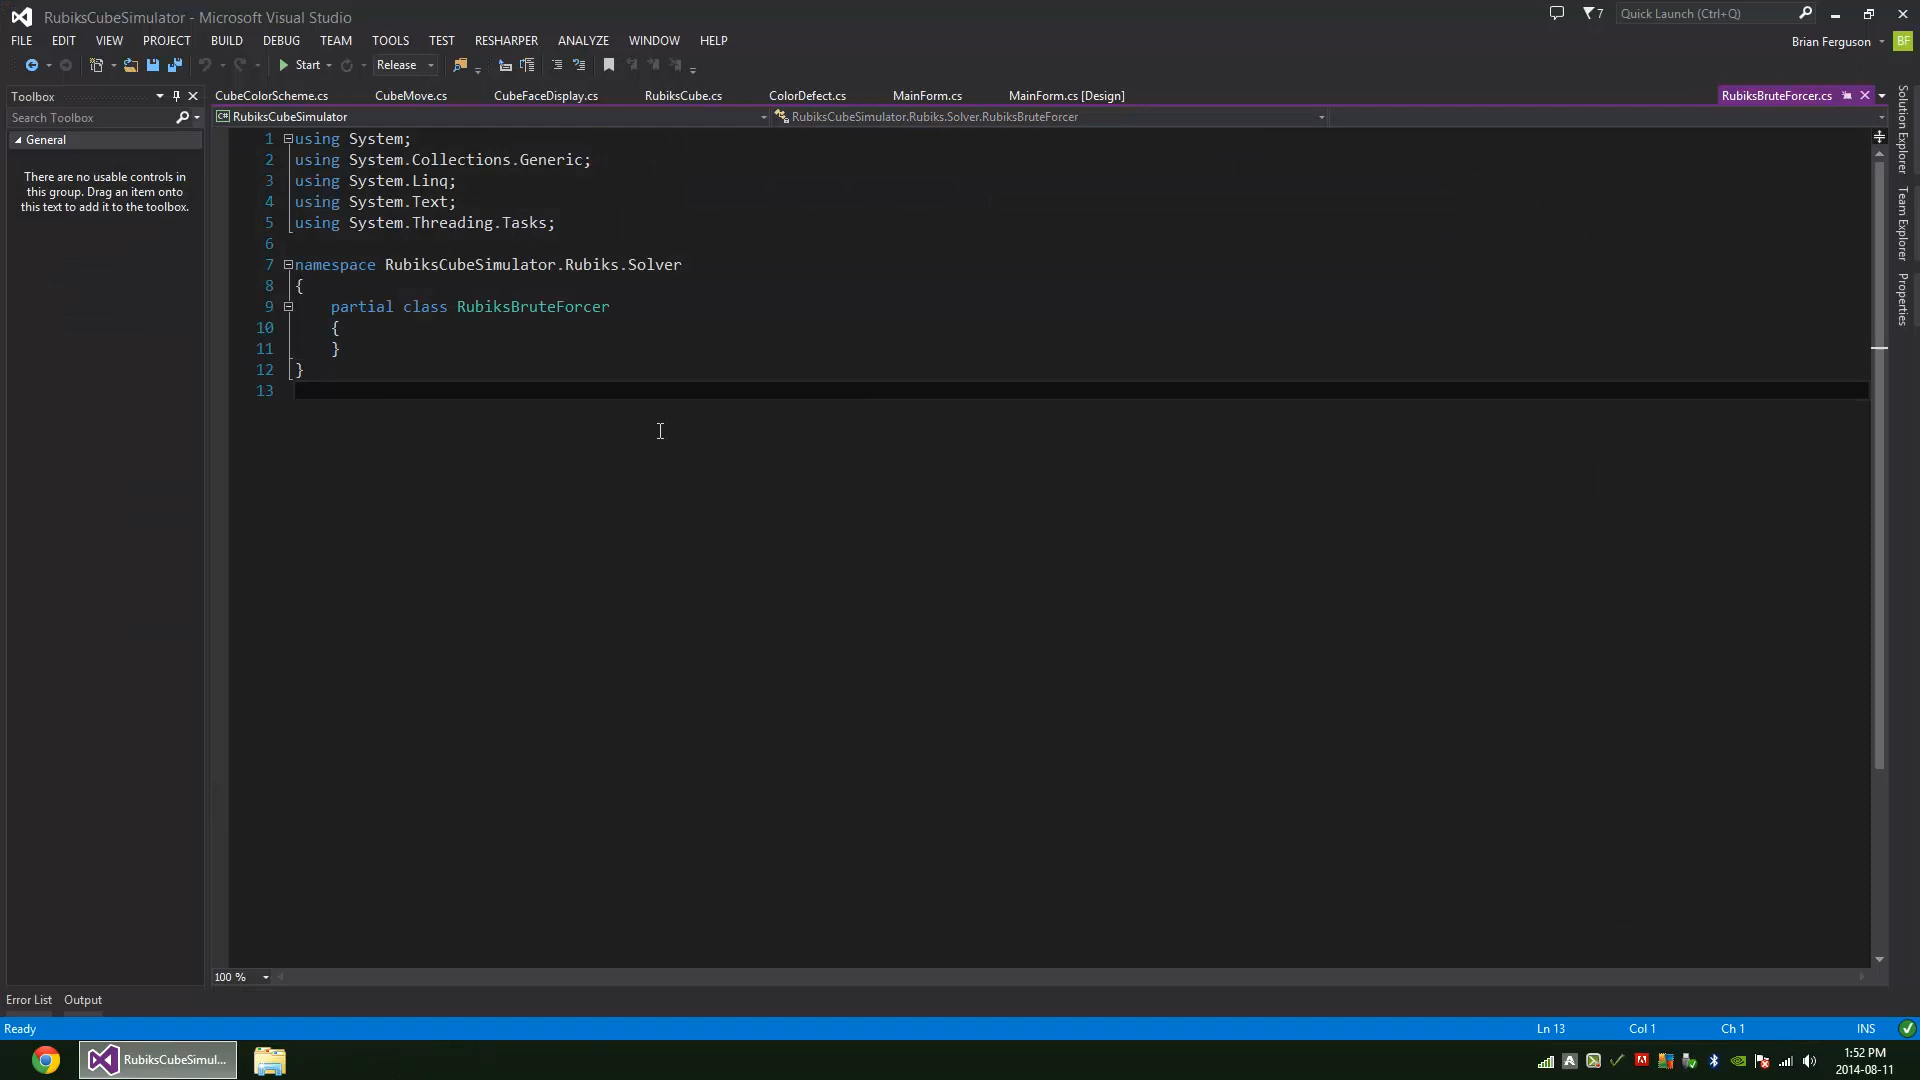 RubiksCubeSimulator - Microsoft Visual Studio
7
Quick Launch (Ctrl+Q)
FILE EDIT VIEW PROJECT BUILD DEBUG TEAM TOOLS TEST RESHARPER ANALYZE WINDOW HELP
Brian Ferguson BF
Start Release
Toolbox
CubeColorScheme.cs CubeMove.cs CubeFaceDisplay.cs RubiksCube.cs ColorDefect.cs MainForm.cs MainForm.cs [Design] RubiksBruteForcer.cs
Search Toolbox
C# RubiksCubeSimulator RubiksCubeSimulator.Rubiks.Solver.RubiksBruteForcer
General
There are no usable controls in
this group. Drag an item onto
this text to add it to the toolbox.
1 using System;
2 using System.Collections.Generic;
3 using System.Linq;
4 using System.Text;
5 using System.Threading.Tasks;
6
7 namespace RubiksCubeSimulator.Rubiks.Solver
8 {
9 partial class RubiksBruteForcer
10 {
11 }
12 }
13
Solution Explorer
Team Explorer
Properties
100 %
Error List Output
Ready
Ln 13 Col 1 Ch 1 INS
RubiksCubeSimul...
1:52 PM
2014-08-11